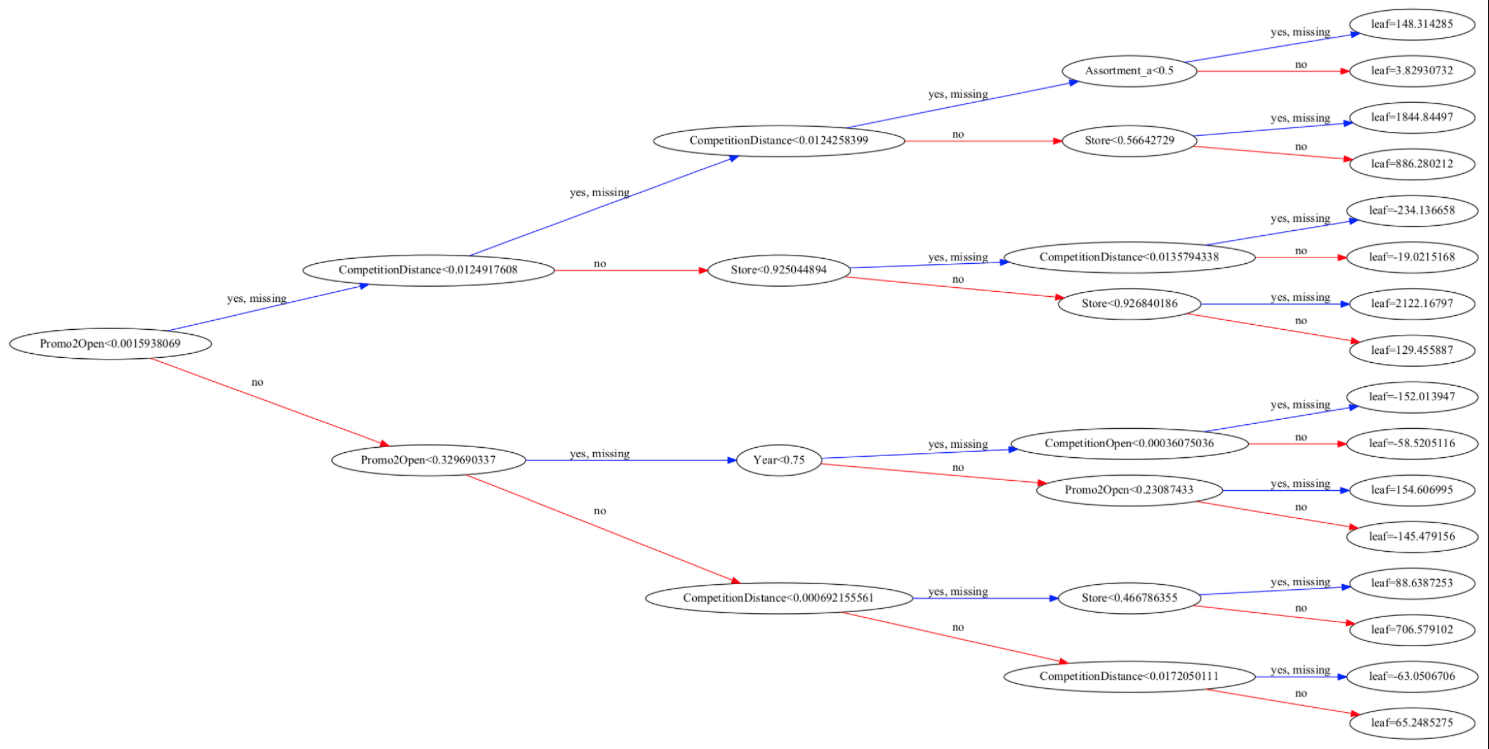 leaf=148.314285
yes, missing
Assortment_a<0.5
no
leaf=3.82930732
yes, missing
CompetitionDistance<0.0124258399
no
Store<0.56642729
yes, missing
leaf=1844.84497
no
leaf=886.280212
yes, missing
CompetitionDistance<0.0124917608
no
Store<0.925044894
yes, missing
CompetitionDistance<0.0135794338
yes, missing
leaf=-234.136658
no
leaf=-19.0215168
no
Store<0.926840186
yes, missing
leaf=2122.16797
no
leaf=129.455887
yes, missing
Promo2Open<0.0015938069
no
Promo2Open<0.329690337
yes, missing
Year<0.75
yes, missing
CompetitionOpen<0.00036075036
yes, missing
leaf=-152.013947
no
leaf=-58.5205116
no
Promo2Open<0.23087433
yes, missing
leaf=154.606995
no
leaf=-145.479156
no
CompetitionDistance<0.000692155561
yes, missing
Store<0.466786355
yes, missing
leaf=88.6387253
no
leaf=706.579102
no
CompetitionDistance<0.0172050111
yes, missing
leaf=-63.0506706
no
leaf=65.2485275